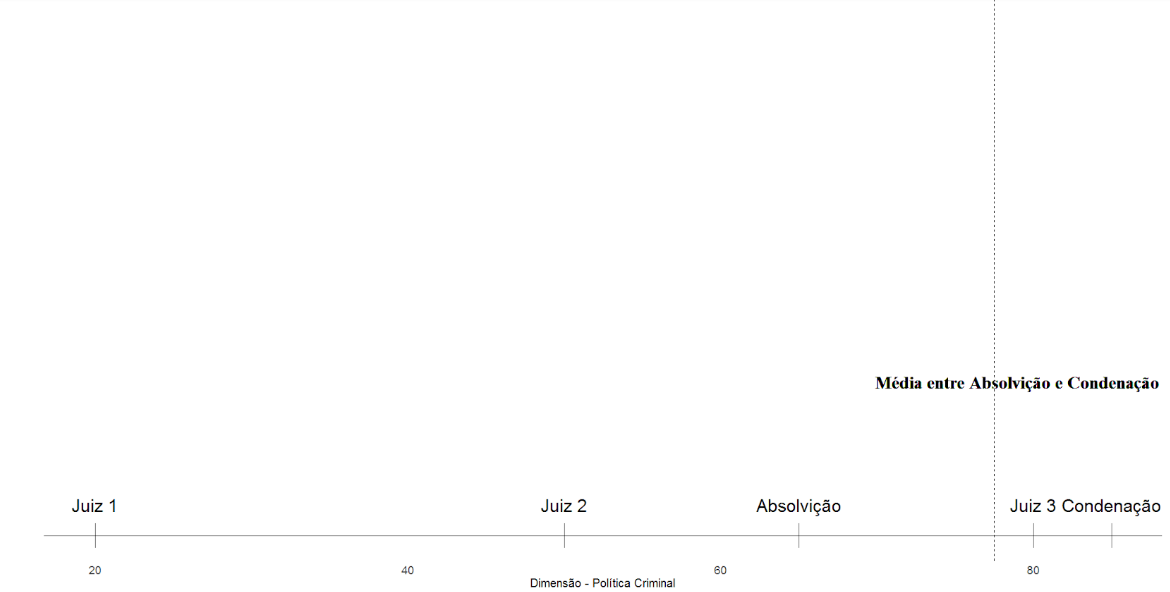 Média entre Absolvição e Condenação
Juiz 1 Juiz 2 Absolvição Juiz 3 Condenação
20 40 60 80
Dimensão - Política Criminal